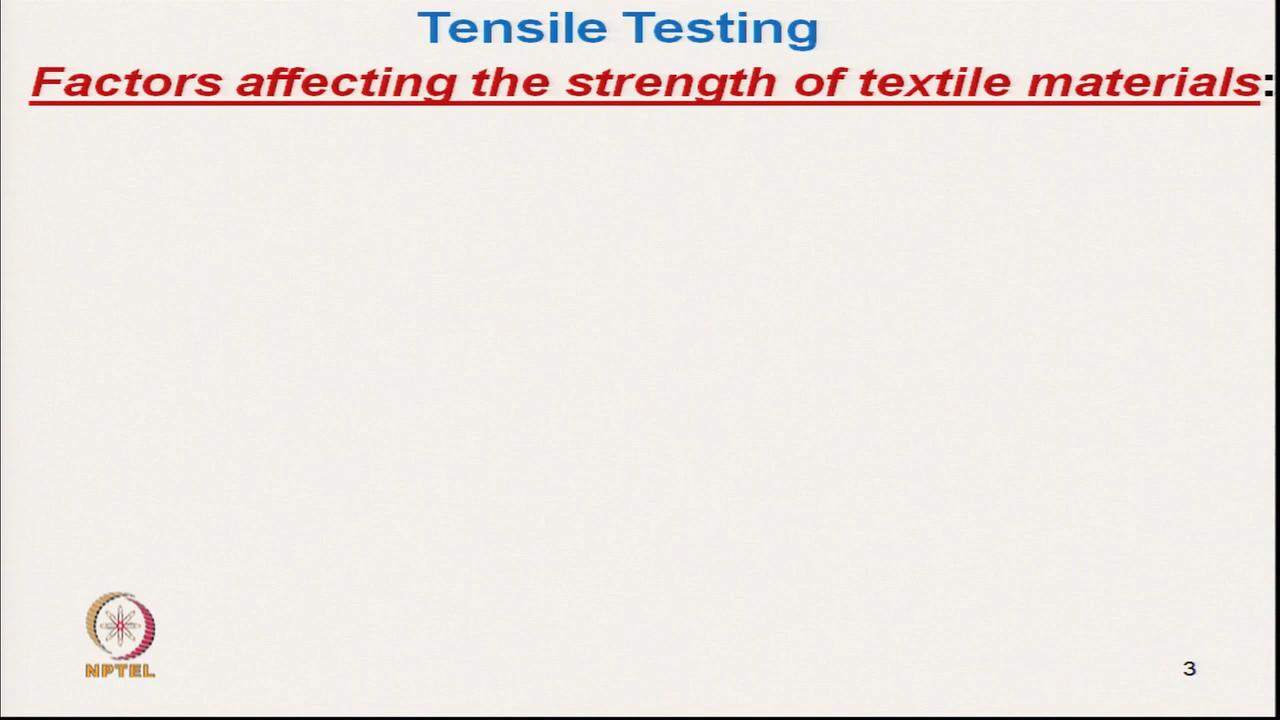 Tensile Testing
Factors affecting the strength of textile materials:
NPTEL
3